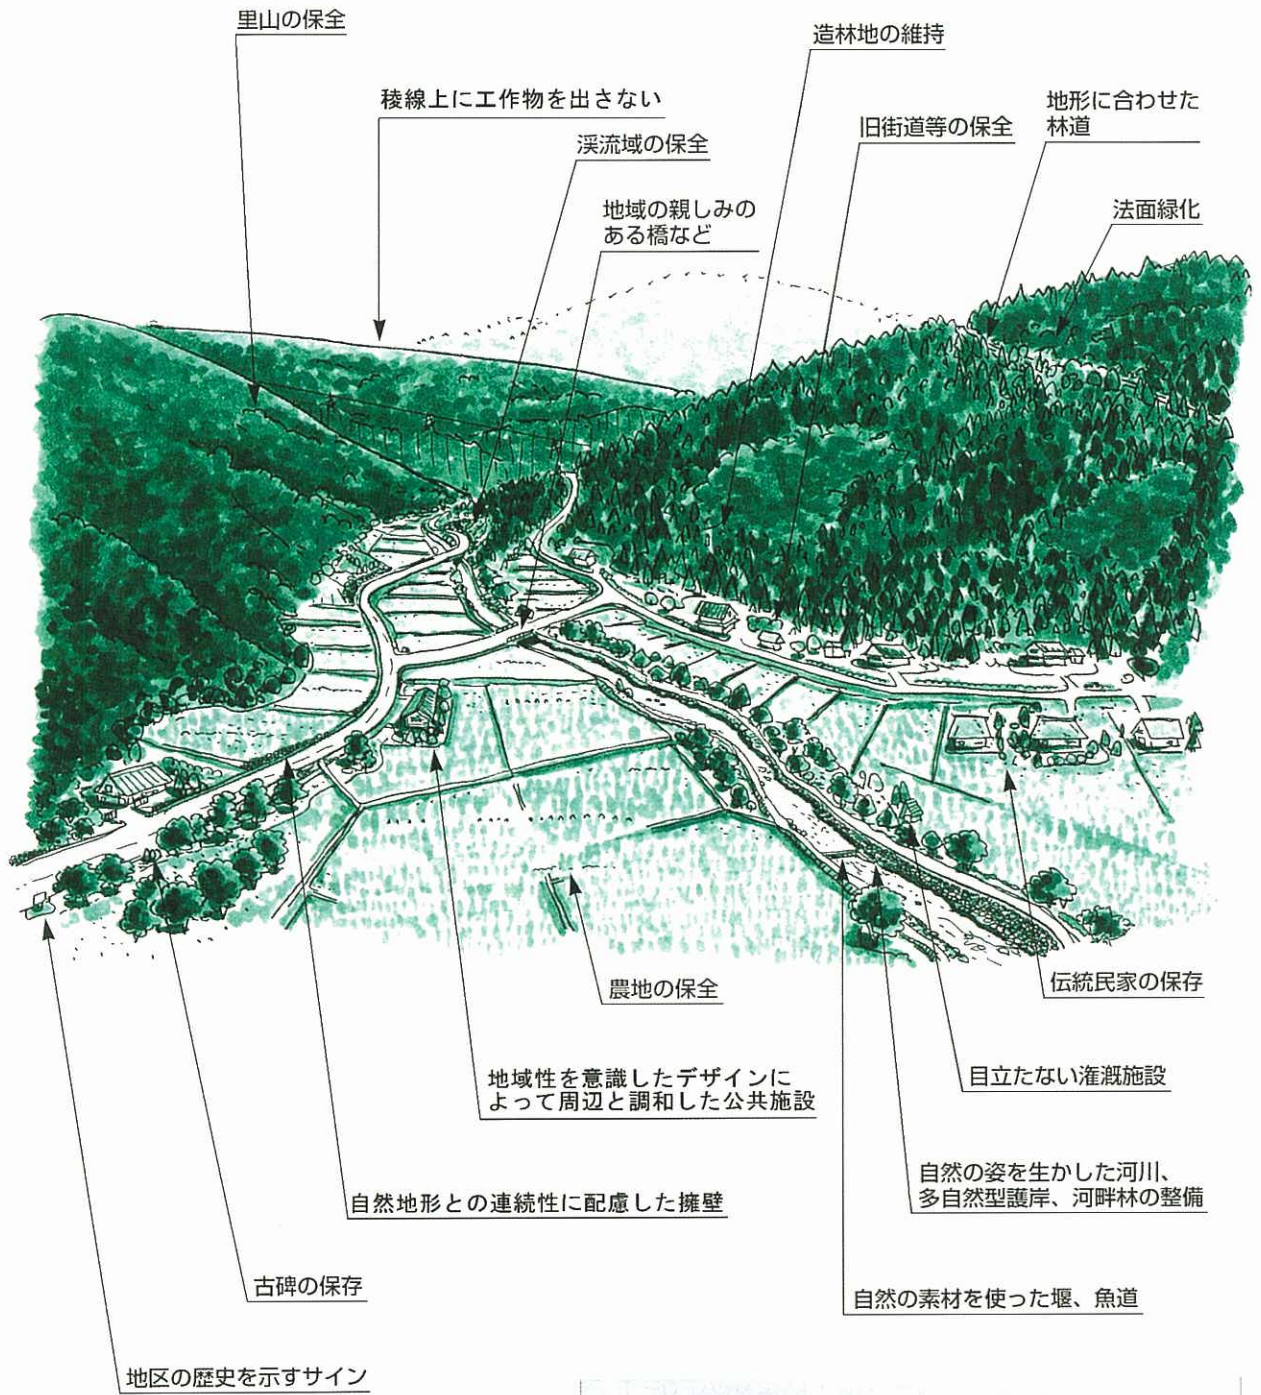 里山の保全
造林地の維持
稜線上に工作物を出さない
地形に合わせた
林道
旧街道等の保全
渓流域の保全
地域の親しみの
ある橋など
法面緑化
農地の保全
伝統民家の保存
地域性を意識したデザインに
よって周辺と調和した公共施設
目立たない潅漑施設
自然の姿を生かした河川、
多自然型護岸、河畔林の整備
自然地形との連続性に配慮した擁壁
古碑の保存
自然の素材を使った堰、魚道
地区の歴史を示すサイン